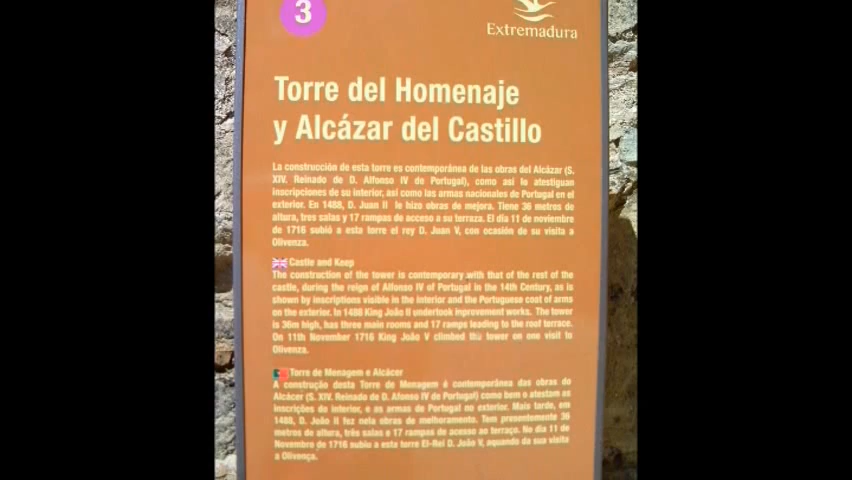 3
Extremadura
Torre del Homenaje
y Alcázar del Castillo
La construcción de esta torre es contemporánea de las obras del Alcázar (S.
XIV. Reinado de D. Alfonso IV de Portugal), como así lo atestiguan
inscripciones de su interior, así como las armas nacionales de Portugal en el
exterior. En 1488, D. Juan II le hizo obras de mejora. Tiene 36 metros de
altura, tres salas y 17 rampas de acceso a su terraza. El día 11 de noviembre
de 1716 subió a esta torre el rey D. Juan V, con ocasión de su visita a
Olivenza.
Castle and Keep
The construction of the tower is contemporary with that of the rest of the
castle, during the reign of Alfonso IV of Portugal in the 14th Century, as is
shown by inscriptions visible in the interior and the Portuguese coat of arms
on the exterior. In 1488 King João II undertook improvement works. The tower
is 36m high, has three main rooms and 17 ramps leading to the roof terrace.
On 11th November 1716 King João V climbed the tower on one visit to
Olivenza.
Torre de Menagem e Alcácer
A construção desta Torre de Menagem é contemporânea das obras do
Alcácer (S. XIV. Reinado de D. Afonso IV de Portugal) como bem o atestam as
inscrições de interior, e as armas de Portugal no exterior. Mais tarde, em
1488, D. João II fez nela obras de melhoramento. Tem presentemente 36
metros de altura, três salas e 17 rampas de acesso ao terraço. No dia 11 de
Novembro de 1716 subiu a esta torre El-Rei D. João V, aquando da sua visita
a Olivença.